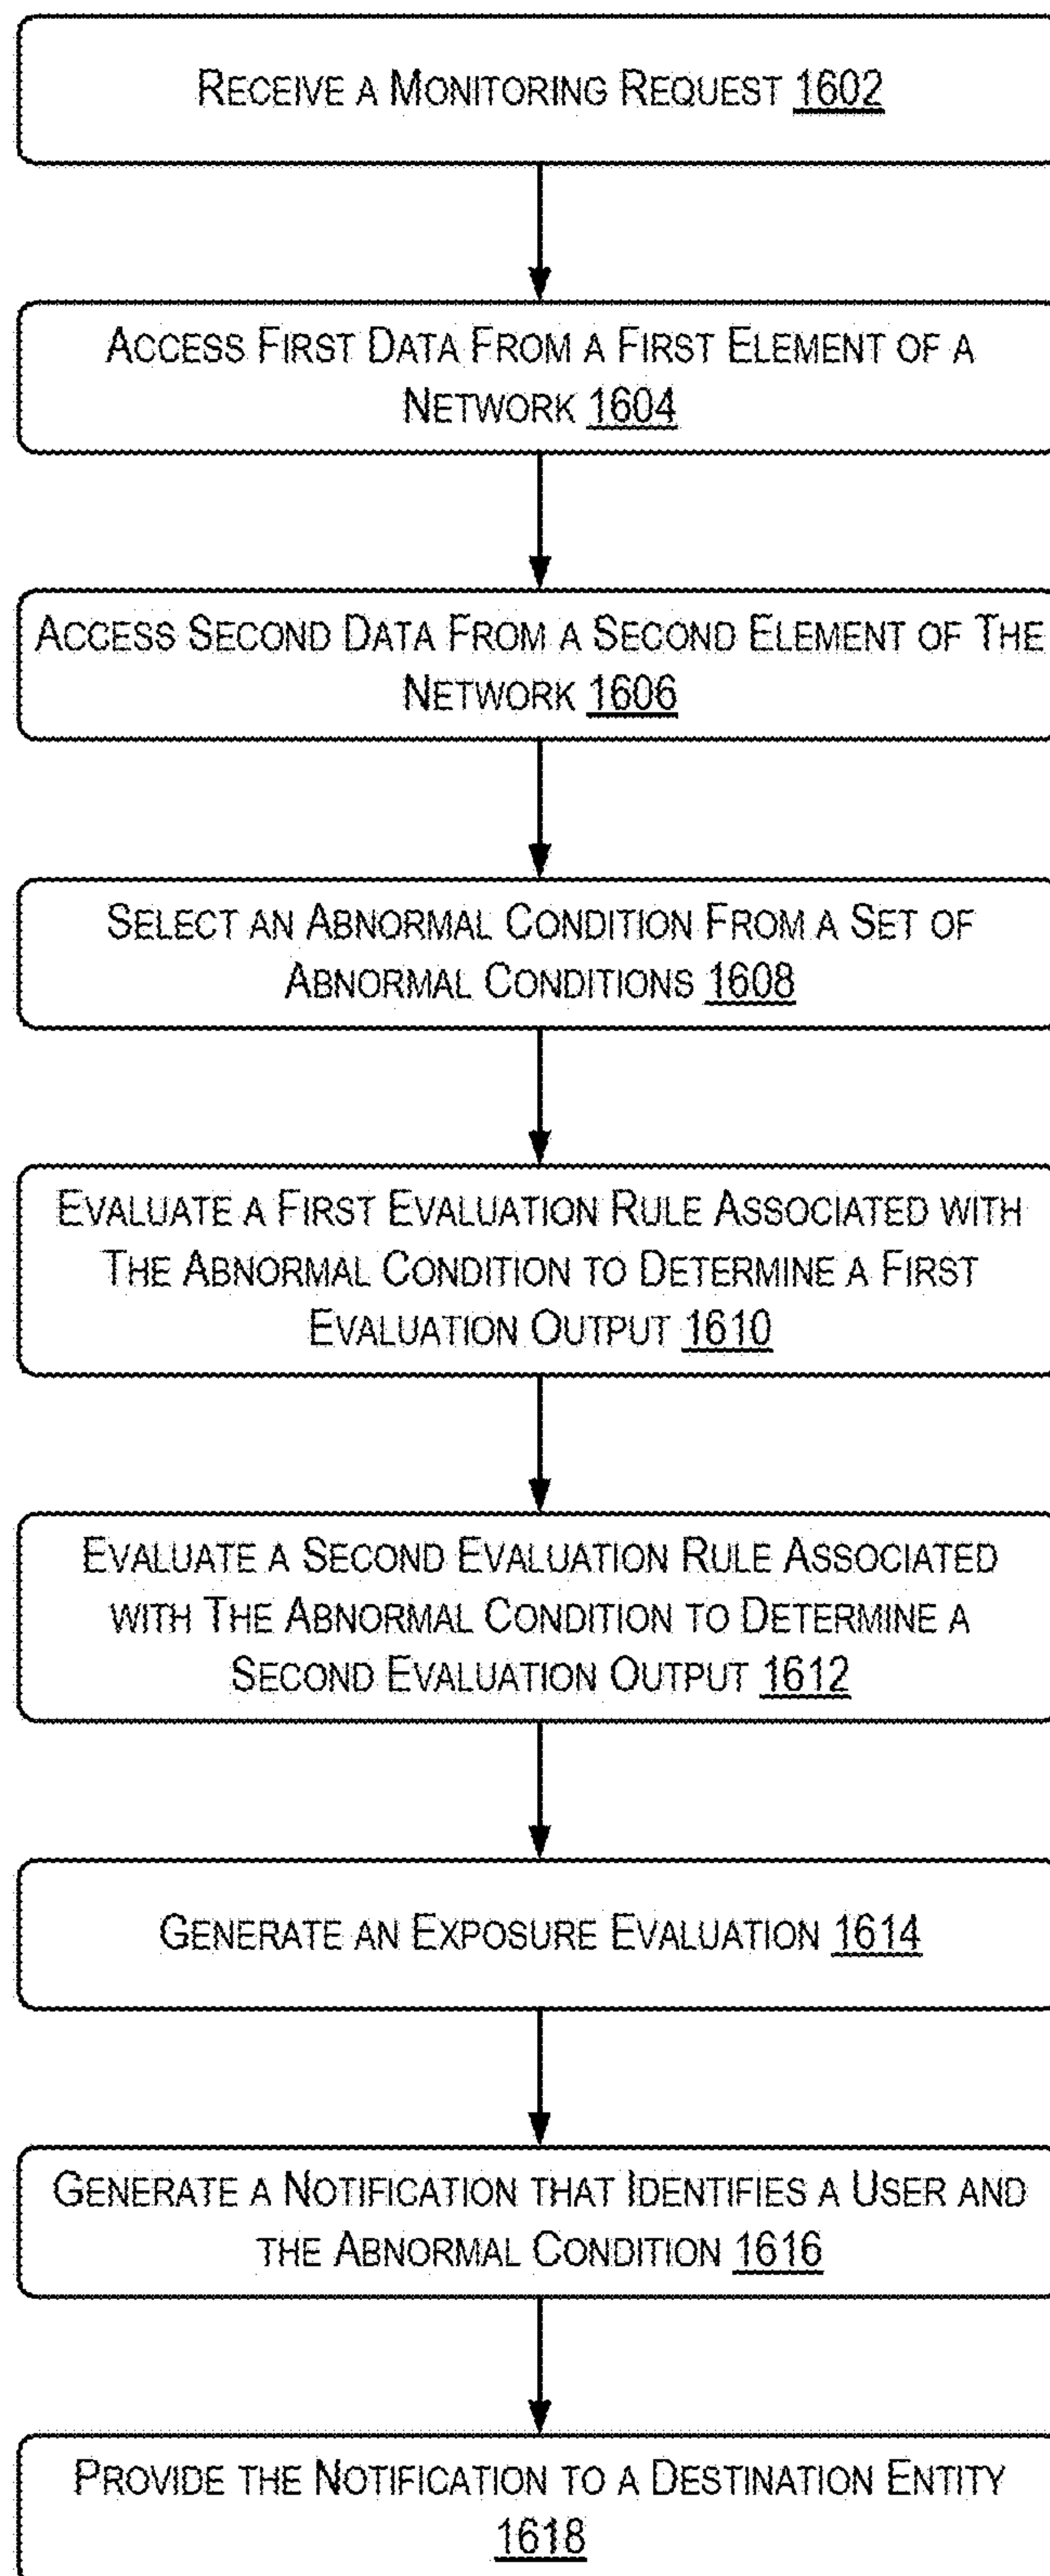 RECEIVE A MONITORING REQUEST 1602
ACCESS FIRST DATA FROM A FIRST ELEMENT OF A
NETWORK 1604
ACCESS SECOND DATA FROM A SECOND ELEMENT OF THE
NETWORK 1606
SELECT AN ABNORMAL CONDITION FROM A SET OF
ABNORMAL CONDITIONS 1608
EVALUATE A FIRST EVALUATION RULE ASSOCIATED WITH
THE ABNORMAL CONDITION TO DETERMINE A FIRST
EVALUATION OUTPUT 1610
EVALUATE A SECOND EVALUATION RULE ASSOCIATED
WITH THE ABNORMAL CONDITION TO DETERMINE A
SECOND EVALUATION OUTPUT 1612
GENERATE AN EXPOSURE EVALUATION 1614
GENERATE A NOTIFICATION THAT IDENTIFIES A USER AND
THE ABNORMAL CONDITION 1616
PROVIDE THE NOTIFICATION TO A DESTINATION ENTITY
1618